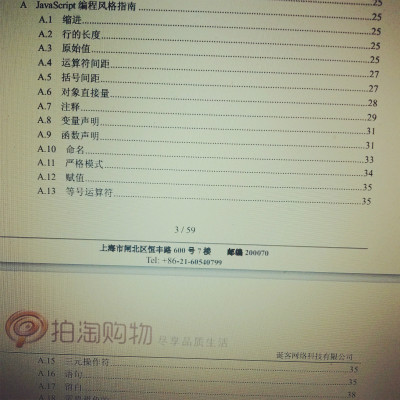 A JavaScript 编程风格指南........25
A.1 缩进........25
A.2 行的长度........25
A.3 原始值........25
A.4 运算符间距........27
A.5 括号间距........27
A.6 对象直接量........28
A.7 注释........29
A.8 变量声明........31
A.9 函数声明........31
A.10 命名........33
A.11 严格模式........34
A.12 赋值........35
A.13 等号运算符........35
3 / 59
上海市闸北区恒丰路 600 号 7 楼 邮编 200070
Tel: +86-21-60540799
拍淘购物 尽享品质生活
逛客网络科技有限公司
A.15 三元操作符........35
A.16 语句........35
A.17 留白........38
A.18